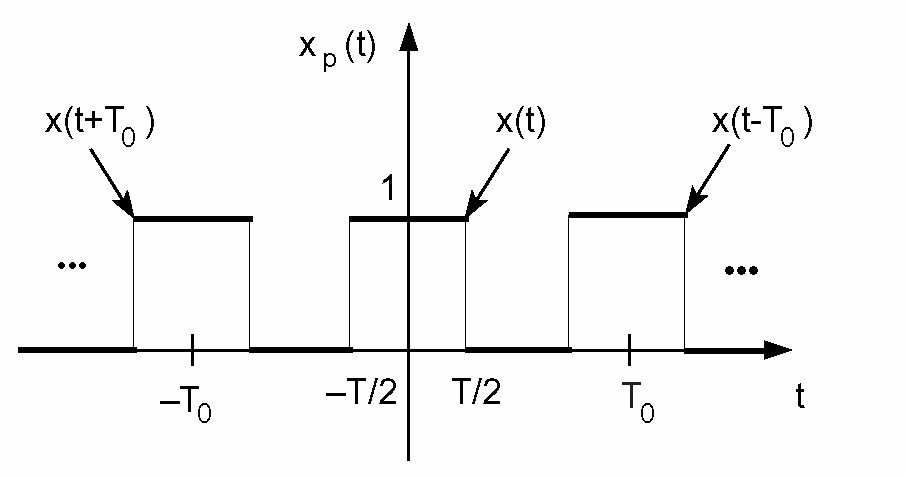 x_p(t)
x(t+T_0) x(t) x(t-T_0)
1
... ...
–T_0 –T/2 T/2 T_0 t